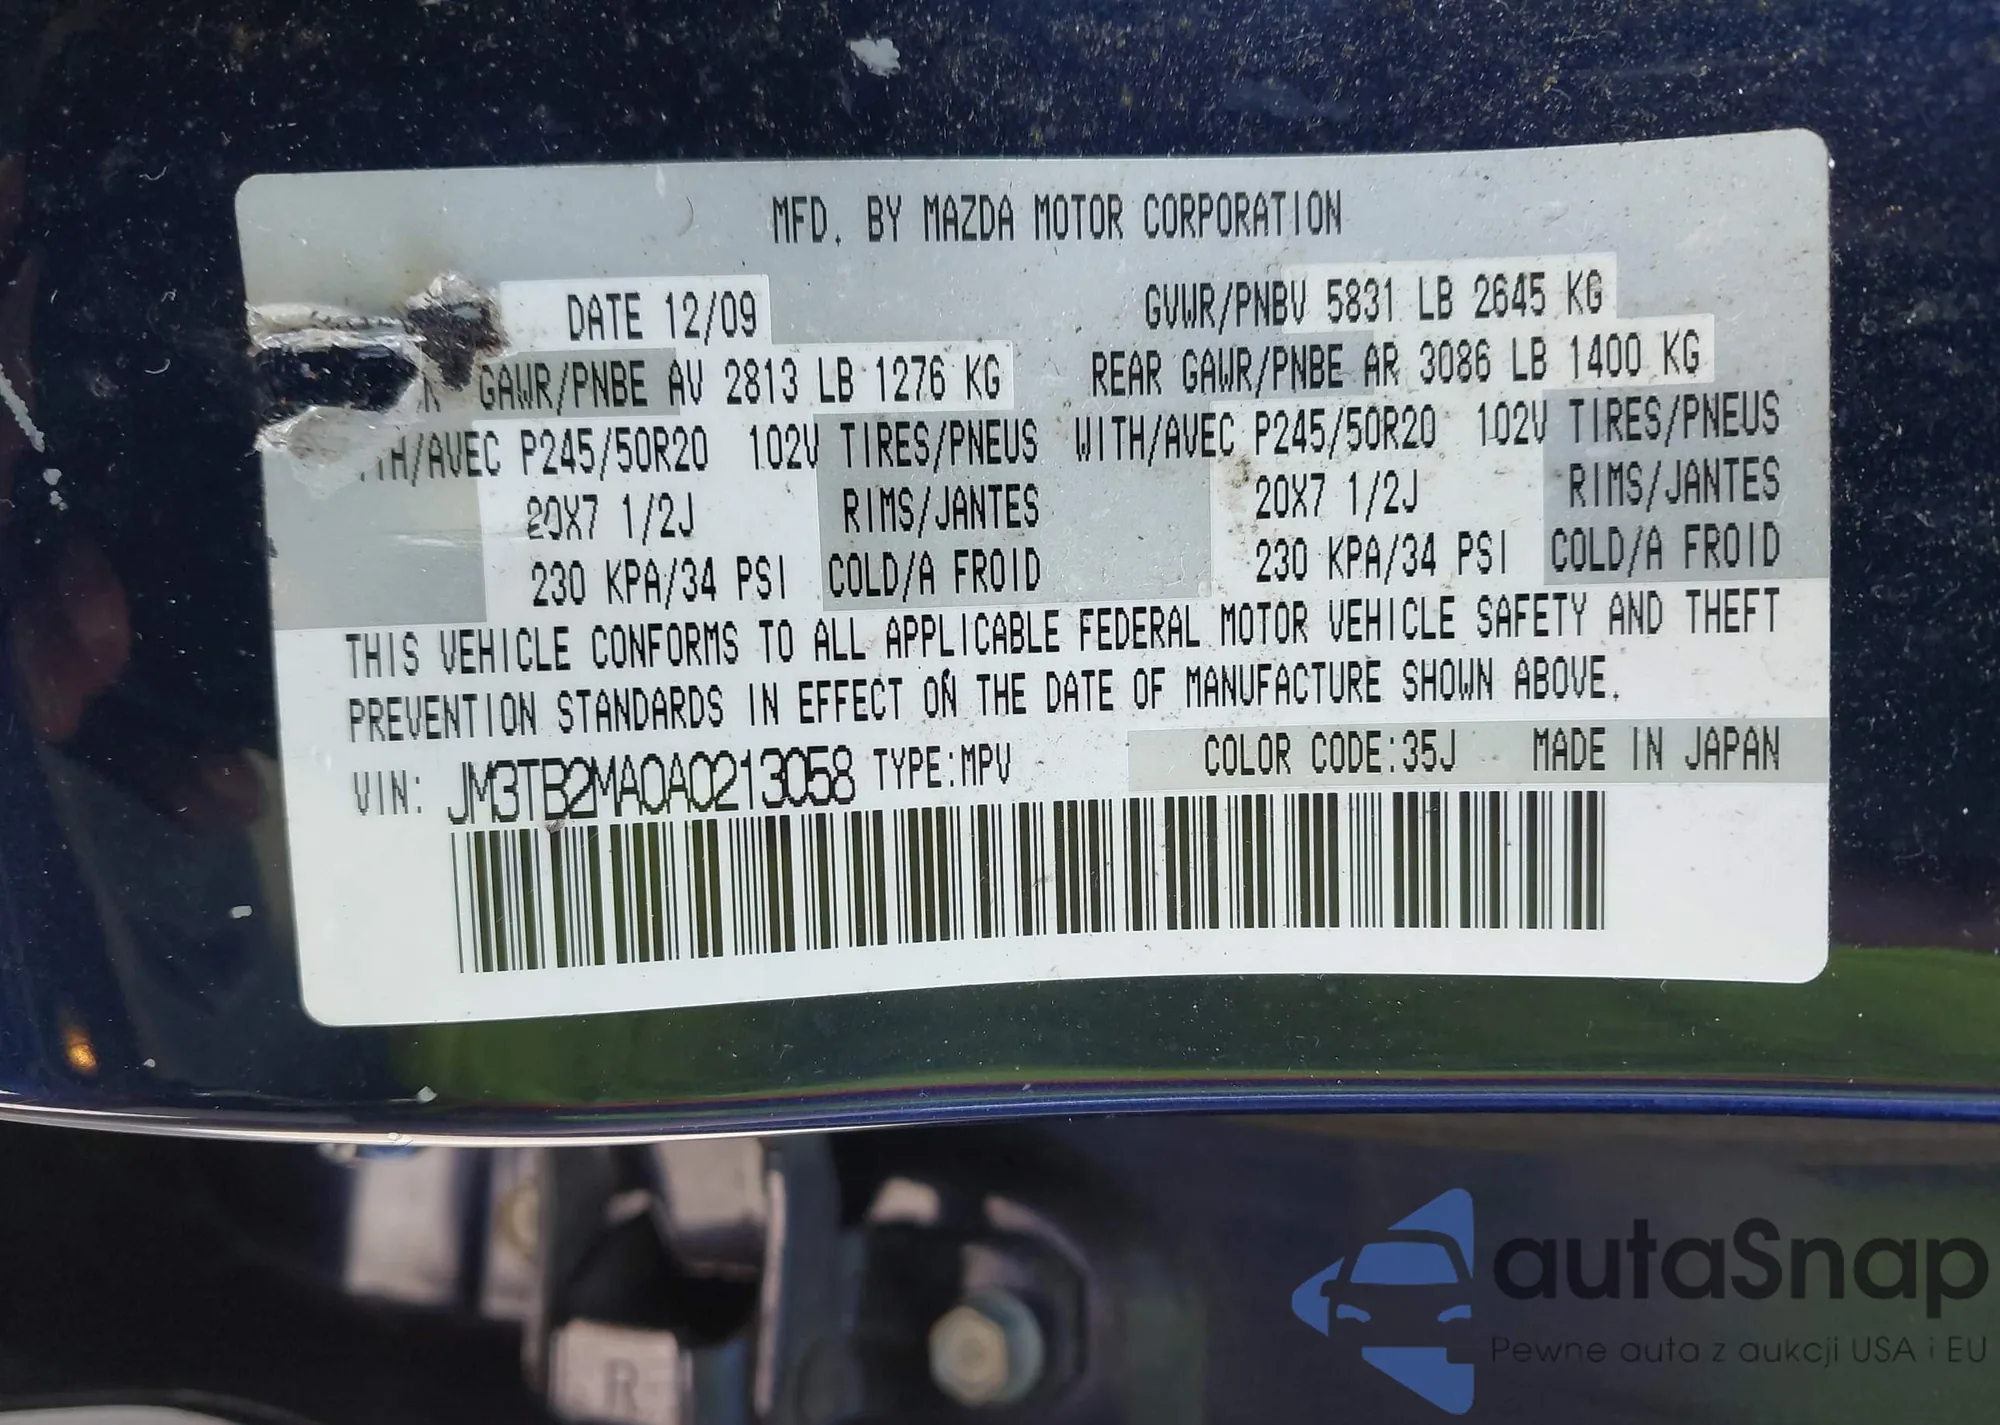 MFD. BY MAZDA MOTOR CORPORATION
DATE 12/09 GVWR/PNBV 5831 LB 2645 KG
GAWR/PNBE AV 2813 LB 1276 KG REAR GAWR/PNBE AR 3086 LB 1400 KG
/AVEC P245/50R20 102V TIRES/PNEUS WITH/AVEC P245/50R20 102V TIRES/PNEUS
20X7 1/2J RIMS/JANTES 20X7 1/2J RIMS/JANTES
230 KPA/34 PSI COLD/A FROID 230 KPA/34 PSI COLD/A FROID
THIS VEHICLE CONFORMS TO ALL APPLICABLE FEDERAL MOTOR VEHICLE SAFETY AND THEFT
PREVENTION STANDARDS IN EFFECT ON THE DATE OF MANUFACTURE SHOWN ABOVE.
VIN: JM3TB2MA0A0213058 TYPE:MPV COLOR CODE:35J MADE IN JAPAN
R
autaSnap
Pewne auta z aukcji USA i EU